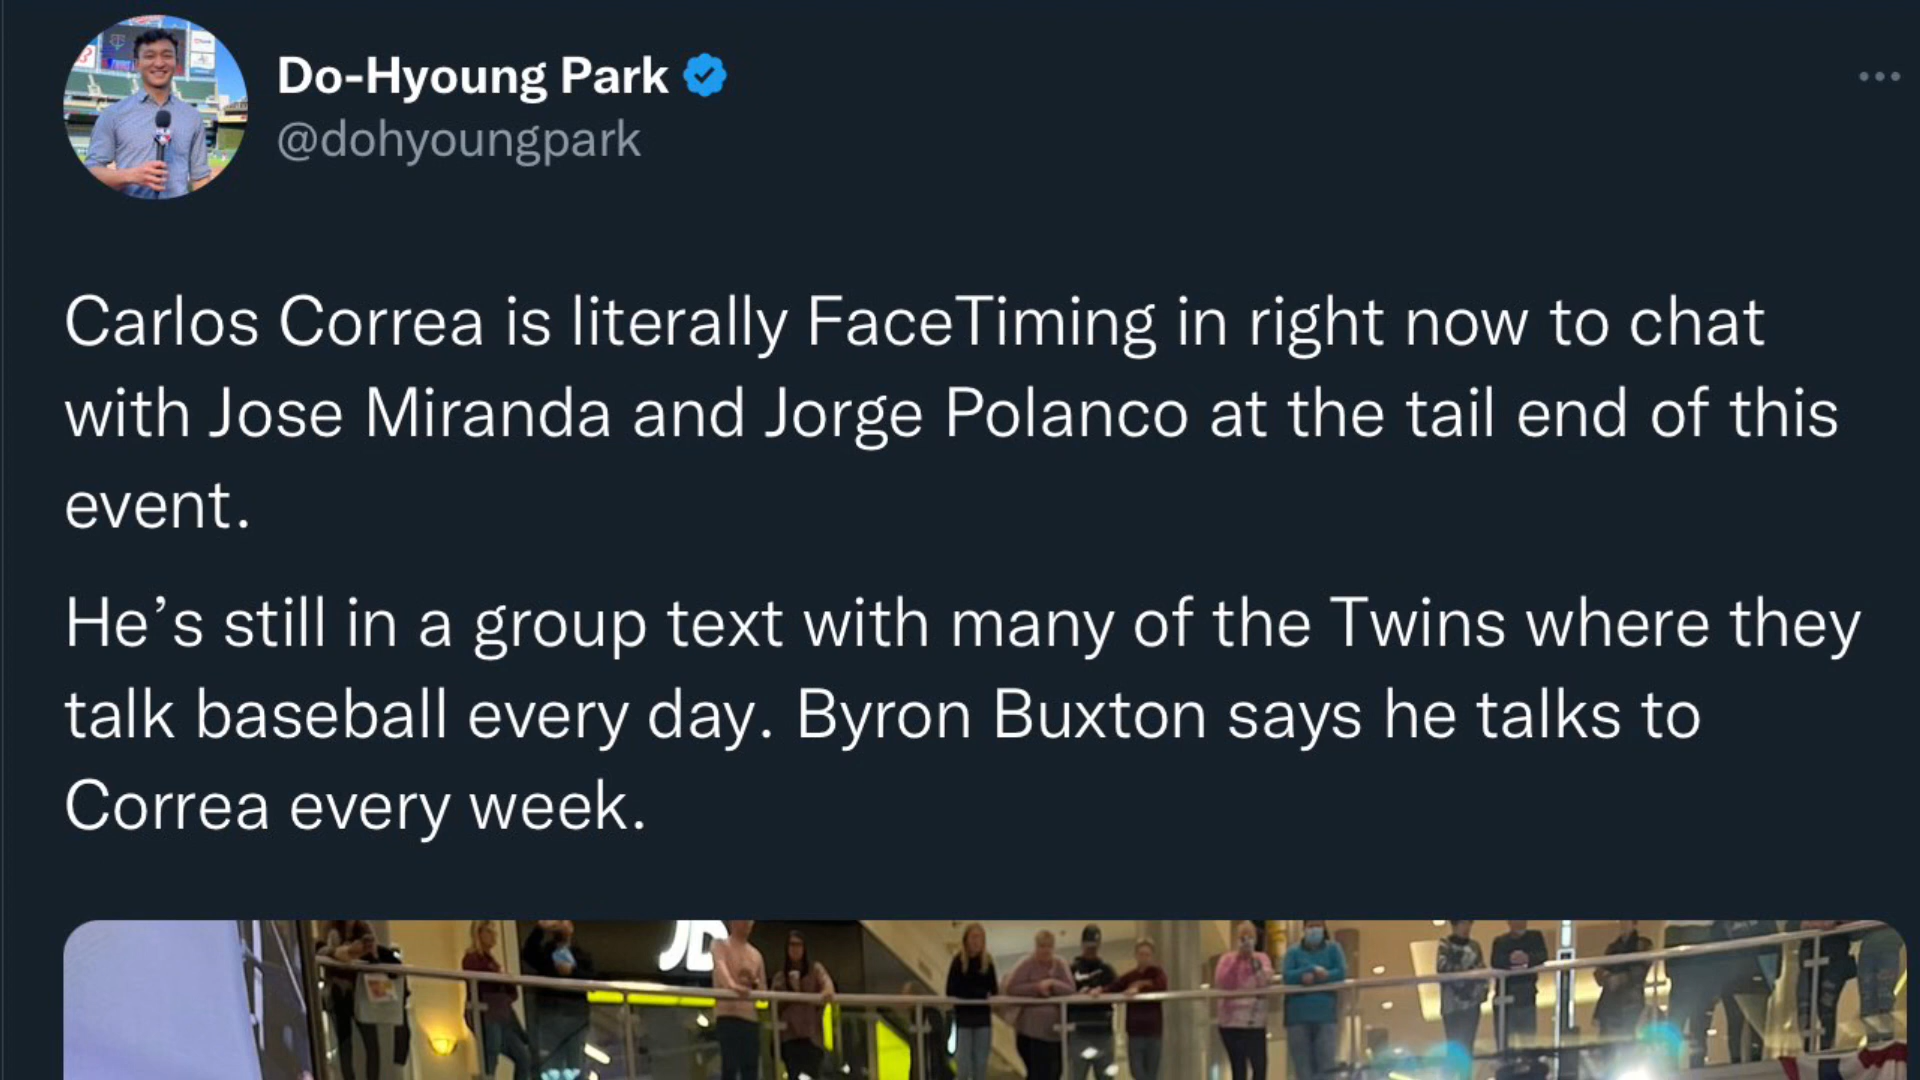 Do-Hyoung Park
@dohyoungpark
Carlos Correa is literally FaceTiming in right now to chat
with Jose Miranda and Jorge Polanco at the tail end of this
event.
He’s still in a group text with many of the Twins where they
talk baseball every day. Byron Buxton says he talks to
Correa every week.
JD